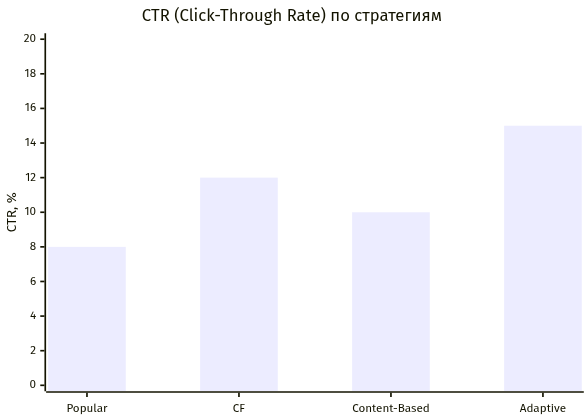 CTR (Click-Through Rate) по стратегиям
CTR, %
20
18
16
14
12
10
8
6
4
2
0
Popular
CF
Content-Based
Adaptive